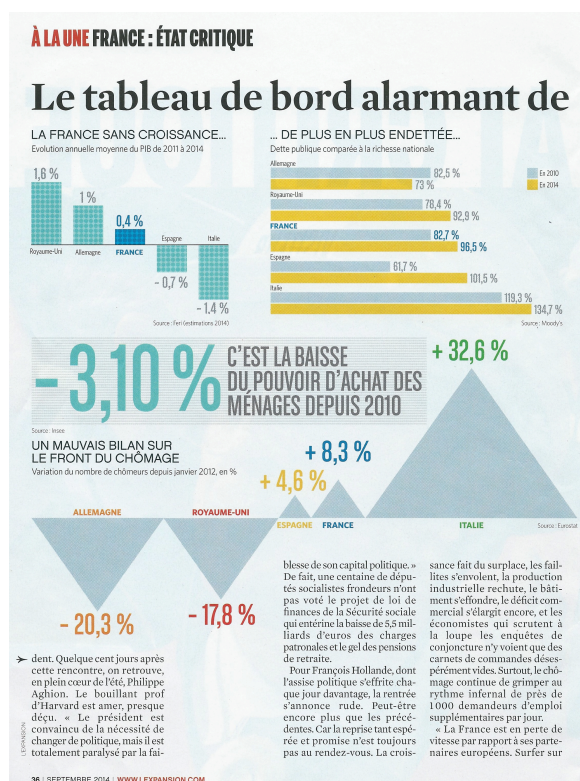 À LA UNE FRANCE : ÉTAT CRITIQUE
Le tableau de bord alarmant de
LA FRANCE SANS CROISSANCE...
Evolution annuelle moyenne du PIB de 2011 à 2014
1,6 %
1 %
0,4 %
Royaume-Uni
Allemagne
FRANCE
Espagne
Italie
- 0,7 %
- 1.4 %
Source : Feri (estimations 2014)
... DE PLUS EN PLUS ENDETTÉE...
Dette publique comparée à la richesse nationale
En 2010
En 2014
Allemagne
82,5 %
73 %
Royaume-Uni
78,4 %
92,9 %
FRANCE
82,7 %
96,5 %
Espagne
61,7 %
101,5 %
Italie
119,3 %
134,7 %
Source : Moody's
- 3,10 %
C'EST LA BAISSE
DU POUVOIR D'ACHAT DES
MÉNAGES DEPUIS 2010
Source : Insee
UN MAUVAIS BILAN SUR
LE FRONT DU CHÔMAGE
Variation du nombre de chômeurs depuis janvier 2012, en %
ALLEMAGNE
- 20,3 %
ROYAUME-UNI
- 17,8 %
+ 4,6 %
ESPAGNE
+ 8,3 %
FRANCE
+ 32,6 %
ITALIE
Source : Eurostat
dent. Quelque cent jours après
cette rencontre, on retrouve,
en plein cœur de l'été, Philippe
Aghion. Le bouillant prof
d'Harvard est amer, presque
déçu. « Le président est
convaincu de la nécessité de
changer de politique, mais il est
totalement paralysé par la fai-
blesse de son capital politique. »
De fait, une centaine de dépu-
tés socialistes frondeurs n'ont
pas voté le projet de loi de
finances de la Sécurité sociale
qui entérine la baisse de 5,5 mil-
liards d'euros des charges
patronales et le gel des pensions
de retraite.
Pour François Hollande, dont
l'assise politique s'effrite cha-
que jour davantage, la rentrée
s'annonce rude. Peut-être
encore plus que les précé-
dentes. Car la reprise tant espé-
rée et promise n'est toujours
pas au rendez-vous. La crois-
sance fait du surplace, les fail-
lites s'envolent, la production
industrielle rechute, le bâti-
ment s'effondre, le déficit com-
mercial s'élargit encore, et les
économistes qui scrutent à
la loupe les enquêtes de
conjoncture n'y voient que des
carnets de commandes déses-
pérément vides. Surtout, le chô-
mage continue de grimper au
rythme infernal de près de
1000 demandeurs d'emploi
supplémentaires par jour.
« La France est en perte de
vitesse par rapport à ses parte-
naires européens. Surfer sur
L'EXPANSION
36 | SEPTEMBRE 2014 | WWW.LEXPANSION.COM